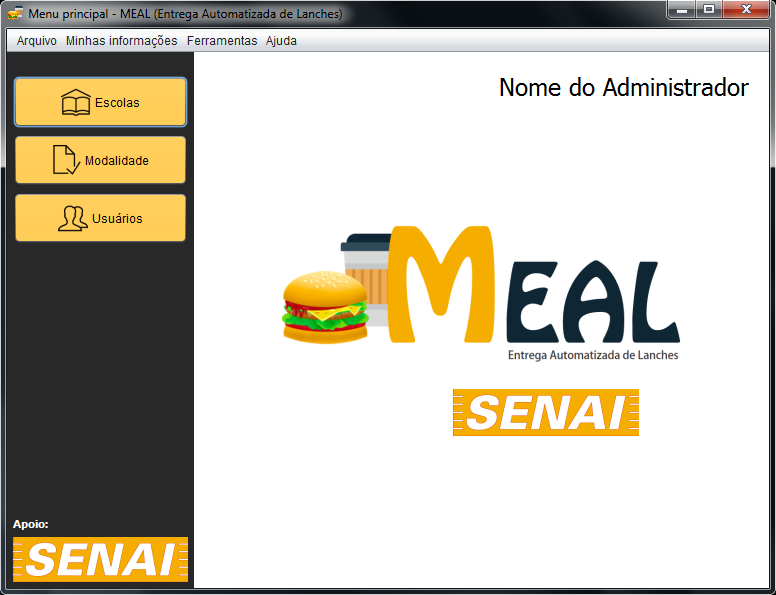 Menu principal - MEAL (Entrega Automatizada de Lanches)
Arquivo Minhas informações Ferramentas Ajuda
Escolas
Modalidade
Usuários
Nome do Administrador
MEAL
Entrega Automatizada de Lanches
SENAI
Apoio:
SENAI